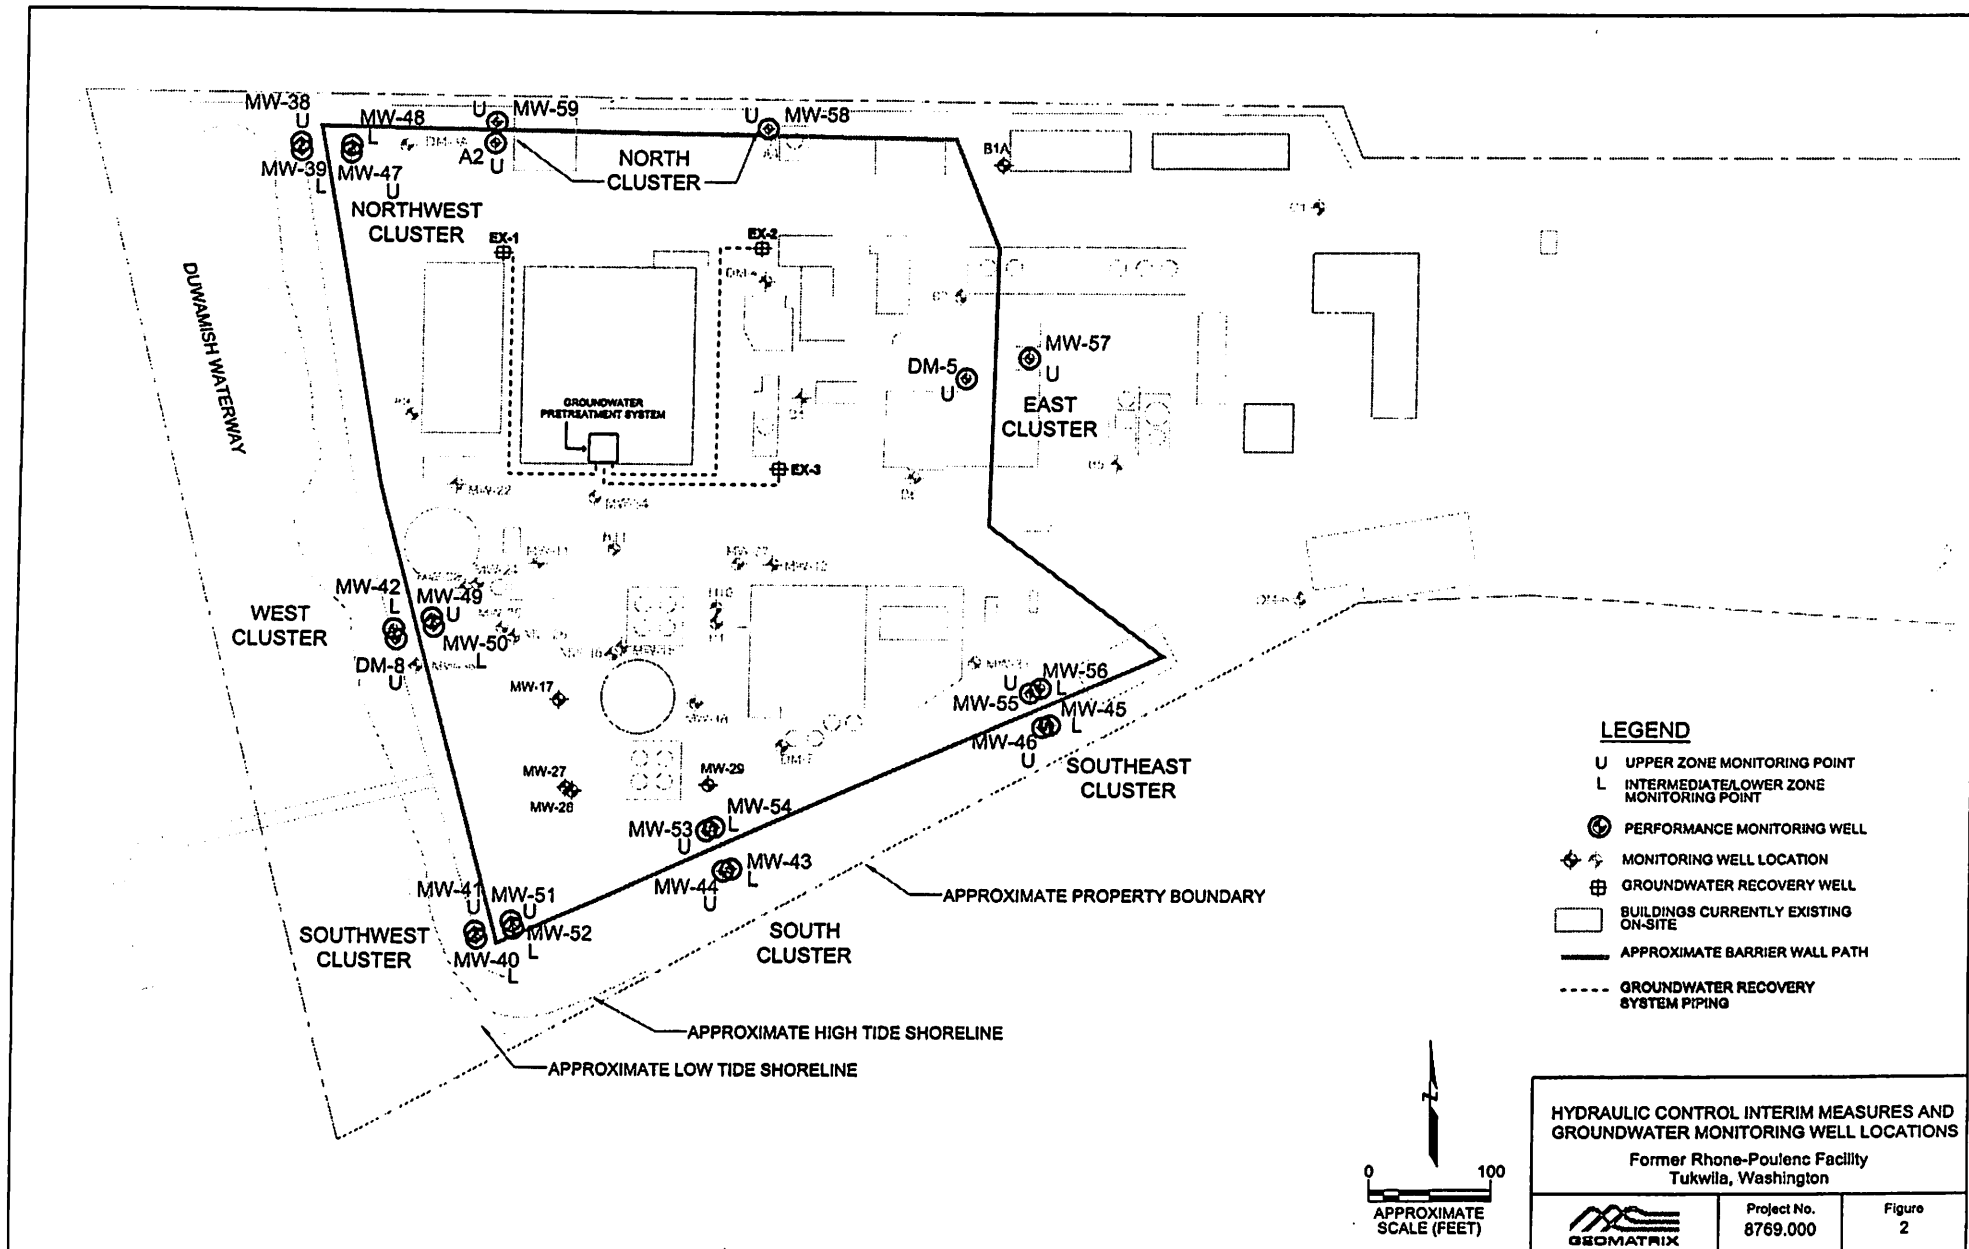 MW-38
U
MW-48
L
U
MW-59
U
MW-58
DM-3A
A2
U
NORTH
CLUSTER
B1A
MW-39
L
MW-47
U
NORTHWEST
CLUSTER
EX-1
EX-2
DUWAMISH WATERWAY
MW-57
U
DM-5
U
EAST
CLUSTER
GROUNDWATER
PRETREATMENT SYSTEM
EX-3
MW-22
MW-12
MW-42
L
MW-49
U
WEST
CLUSTER
MW-50
L
DM-8
U
MW-17
MW-56
L
U
MW-55
MW-45
L
MW-46
U
SOUTHEAST
CLUSTER
MW-27
MW-28
MW-29
MW-54
L
MW-53
U
MW-43
L
MW-44
U
SOUTH
CLUSTER
APPROXIMATE PROPERTY BOUNDARY
MW-41
U
MW-51
U
MW-52
L
SOUTHWEST
CLUSTER
MW-40
L
APPROXIMATE HIGH TIDE SHORELINE
APPROXIMATE LOW TIDE SHORELINE
LEGEND
U UPPER ZONE MONITORING POINT
L INTERMEDIATE/LOWER ZONE
MONITORING POINT
PERFORMANCE MONITORING WELL
MONITORING WELL LOCATION
GROUNDWATER RECOVERY WELL
BUILDINGS CURRENTLY EXISTING
ON-SITE
APPROXIMATE BARRIER WALL PATH
GROUNDWATER RECOVERY
SYSTEM PIPING
Z
0 100
APPROXIMATE
SCALE (FEET)
HYDRAULIC CONTROL INTERIM MEASURES AND
GROUNDWATER MONITORING WELL LOCATIONS
Former Rhone-Poulenc Facility
Tukwila, Washington
GEOMATRIX
Project No.
8769.000
Figure
2